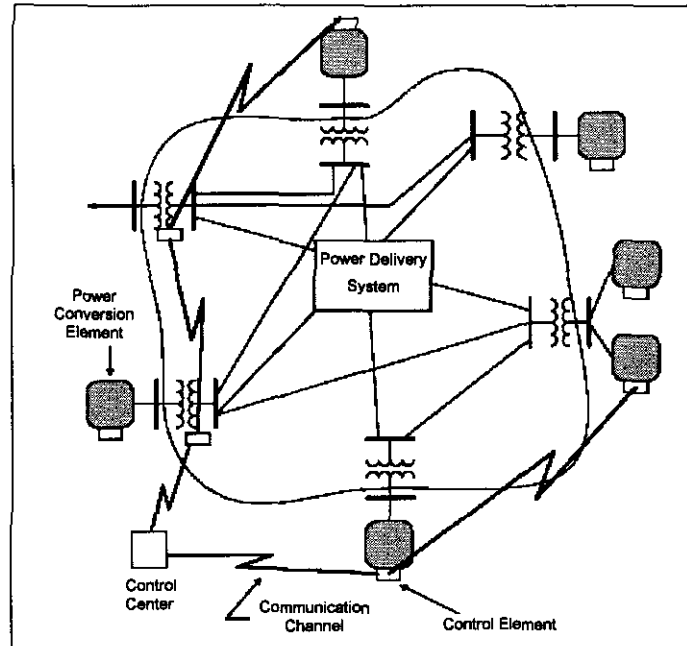 Power Delivery
System
Power
Conversion
Element
Control
Center
Communication
Channel
Control Element